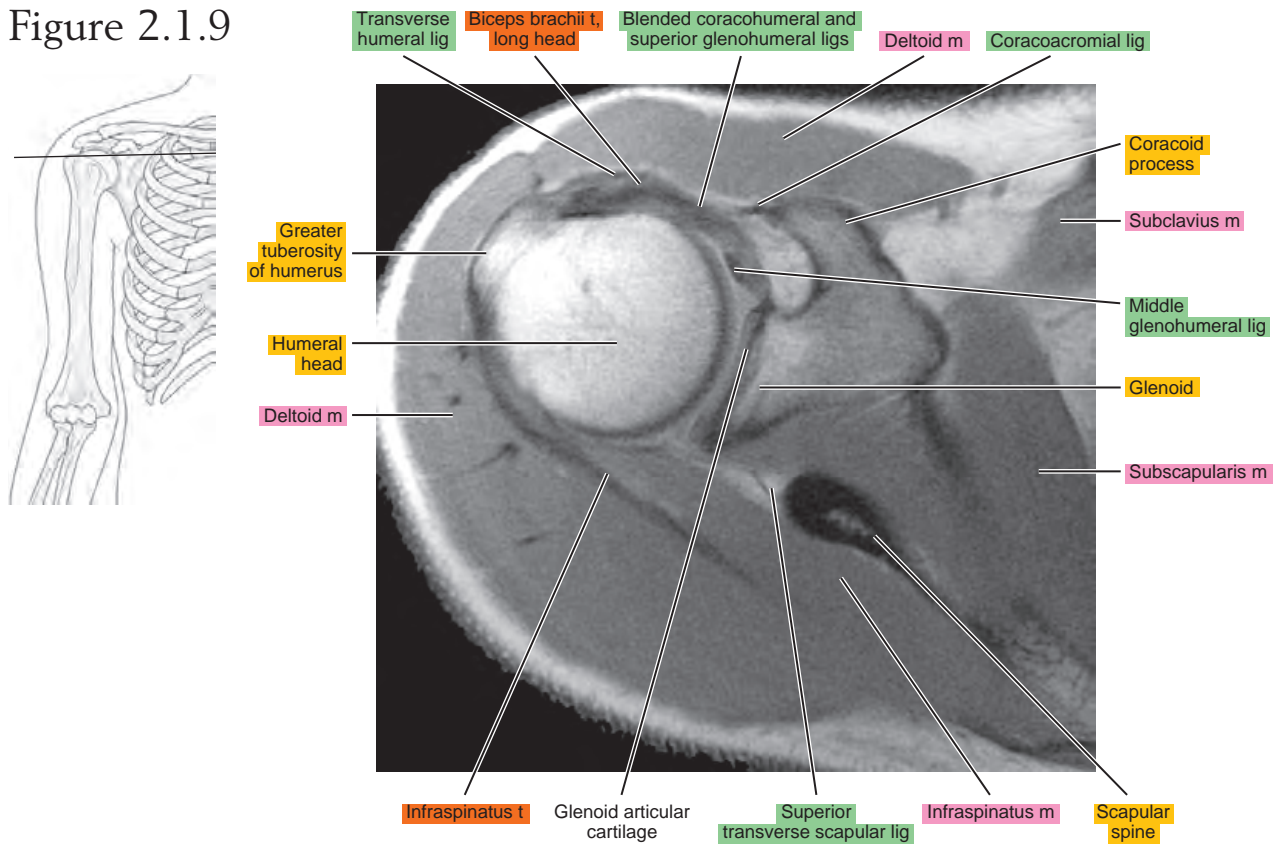 Figure 2.1.9
Transverse
humeral lig
Biceps brachii t,
long head
Blended coracohumeral and
superior glenohumeral ligs
Deltoid m
Coracoacromial lig
Coracoid
process
Subclavius m
Greater
tuberosity
of humerus
Middle
glenohumeral lig
Humeral
head
Glenoid
Deltoid m
Subscapularis m
Infraspinatus t
Glenoid articular
cartilage
Superior
transverse scapular lig
Infraspinatus m
Scapular
spine